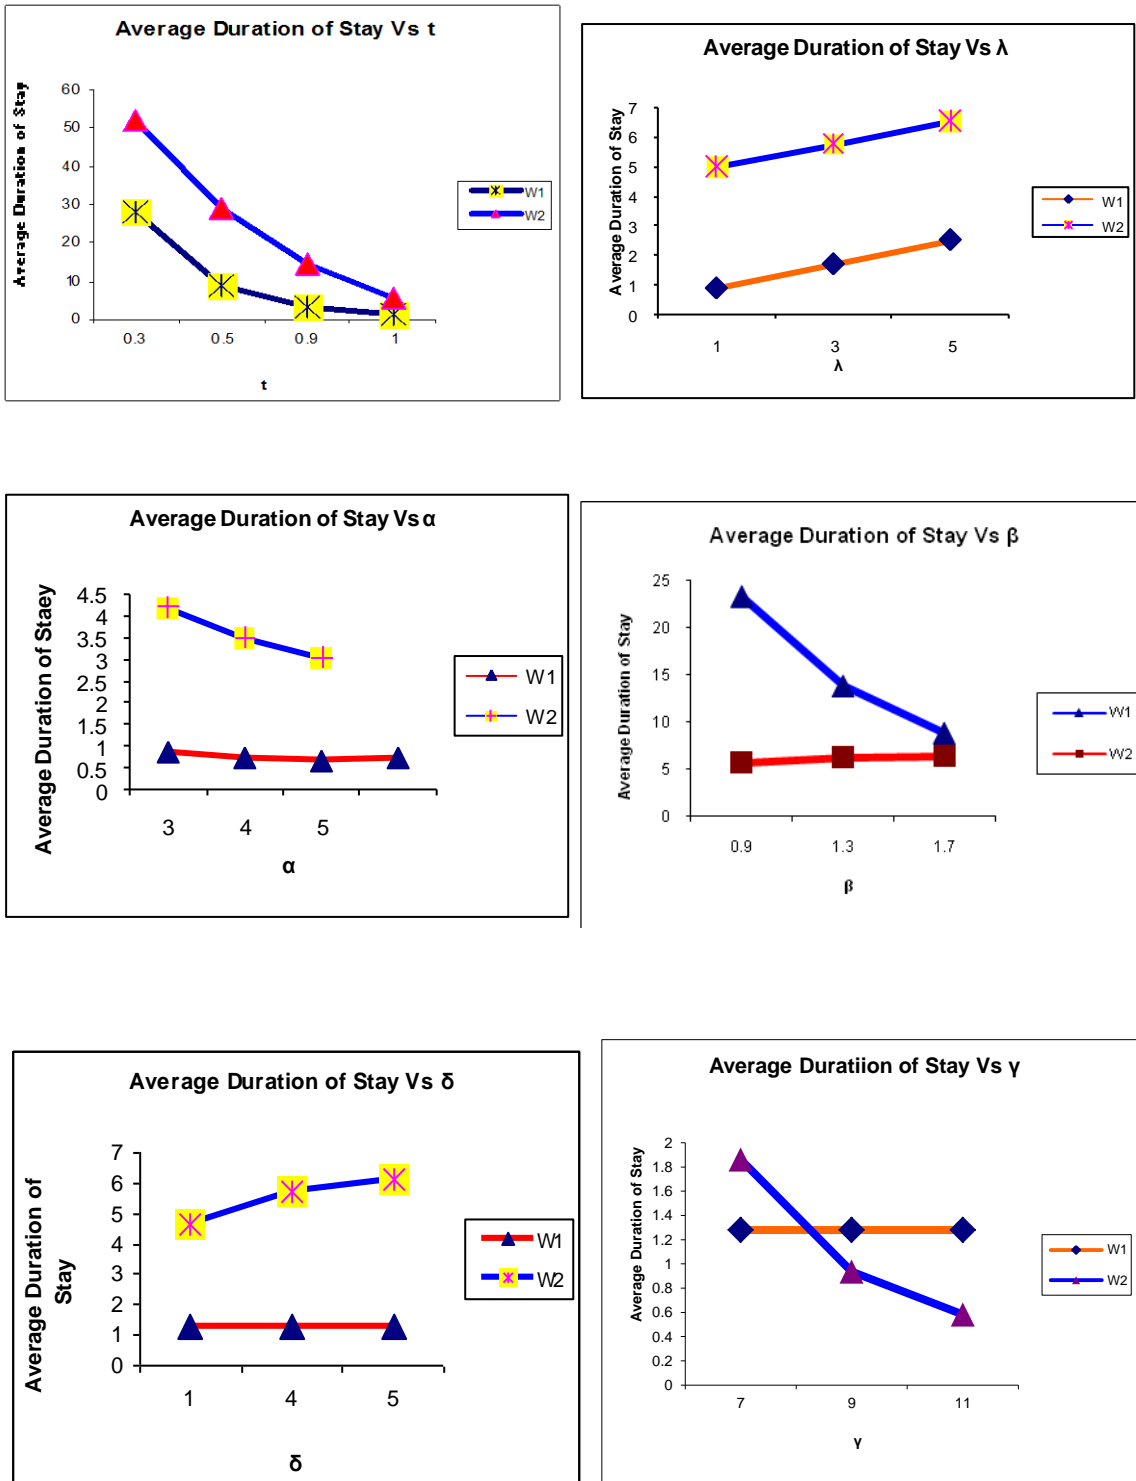 Average Duration of Stay Vs t
Average Duration of Stay
60
50
40
30
20
10
0
0.3 0.5 0.9 1
t
W1
W2
Average Duration of Stay Vs λ
Average Duration of Stay
7
6
5
4
3
2
1
0
1 3 5
λ
W1
W2
Average Duration of Stay Vs α
Average Duration of Staey
4.5
4
3.5
3
2.5
2
1.5
1
0.5
0
3 4 5
α
W1
W2
Average Duration of Stay Vs β
Average Duration of Stay
25
20
15
10
5
0
0.9 1.3 1.7
β
W1
W2
Average Duration of Stay Vs δ
Average Duration of
Stay
7
6
5
4
3
2
1
0
1 4 5
δ
W1
W2
Average Duratiion of Stay Vs γ
Average Duration of Stay
2
1.8
1.6
1.4
1.2
1
0.8
0.6
0.4
0.2
0
7 9 11
γ
W1
W2